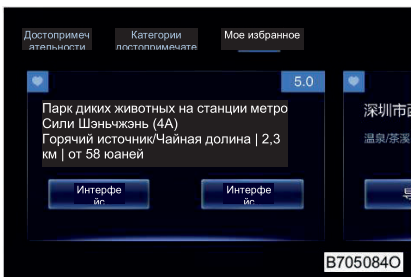 Достопримеч
ательности
Категории
достопримечате
Мое избранное
5.0
Парк диких животных на станции метро
Сили Шэньчжэнь (4A)
Горячий источник/Чайная долина | 2,3
км | от 58 юаней
Интерфе
йс
Интерфе
йс
深圳市
温泉/茶溪
B705084O